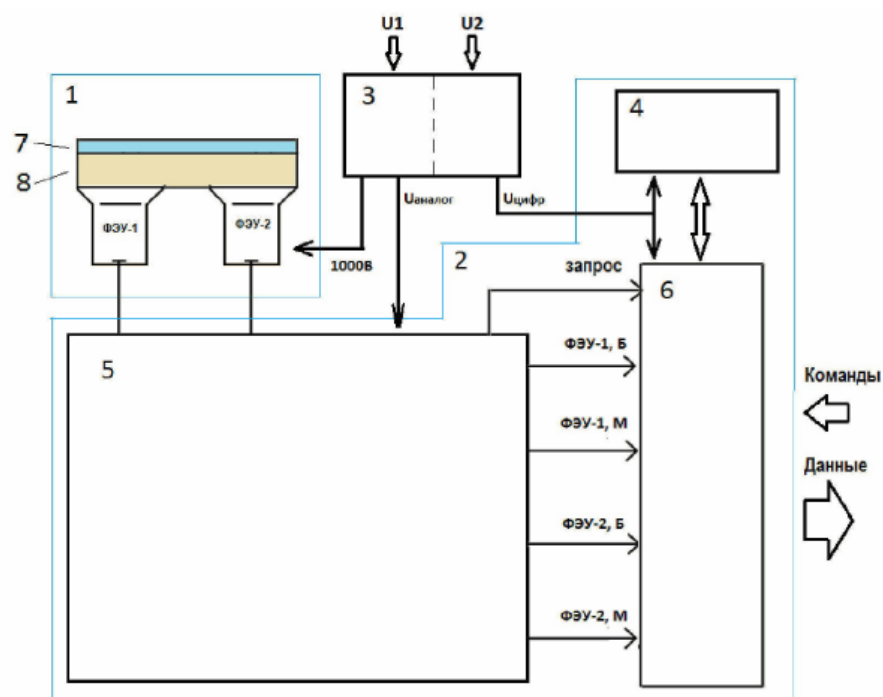 U1
U2
1
3
4
7
8
ФЭУ-1
ФЭУ-2
Uаналог
Uцифр
1000В
2
запрос
6
5
ФЭУ-1, Б
ФЭУ-1, М
ФЭУ-2, Б
ФЭУ-2, М
Команды
Данные